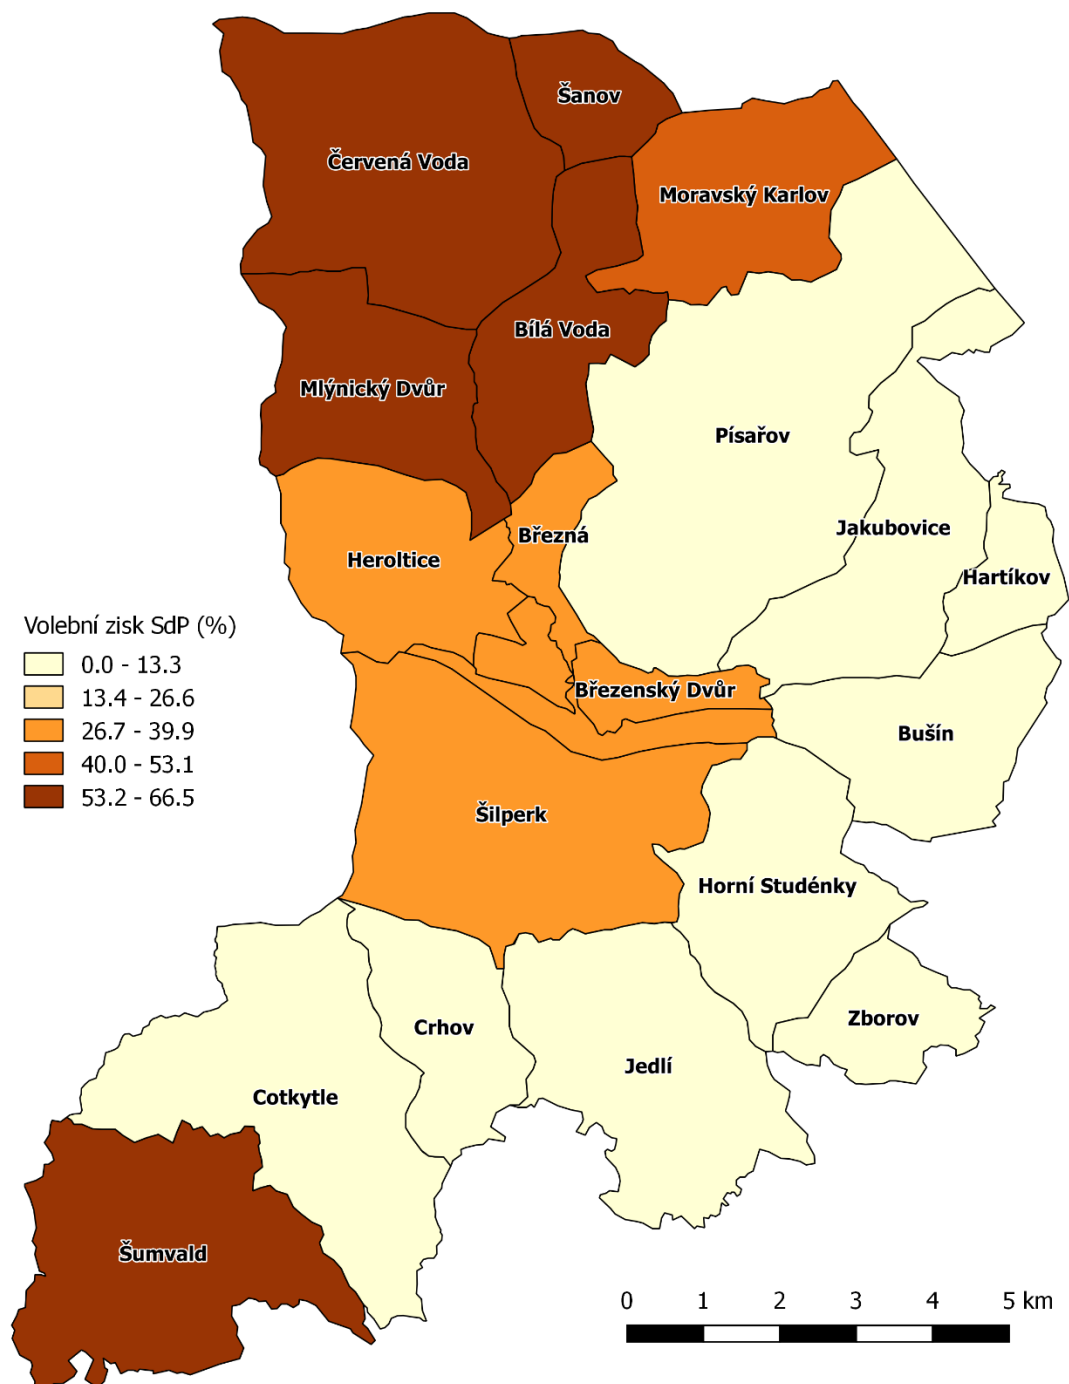 Šanov
Červená Voda
Moravský Karlov
Bílá Voda
Mlýnický Dvůr
Písařov
Jakubovice
Březná
Heroltice
Hartíkov
Volební zisk SdP (%)
0.0 - 13.3
13.4 - 26.6
26.7 - 39.9
40.0 - 53.1
53.2 - 66.5
Březenský Dvůr
Bušín
Šilperk
Horní Studénky
Zborov
Crhov
Jedlí
Cotkytle
Šumvald
0 1 2 3 4 5 km